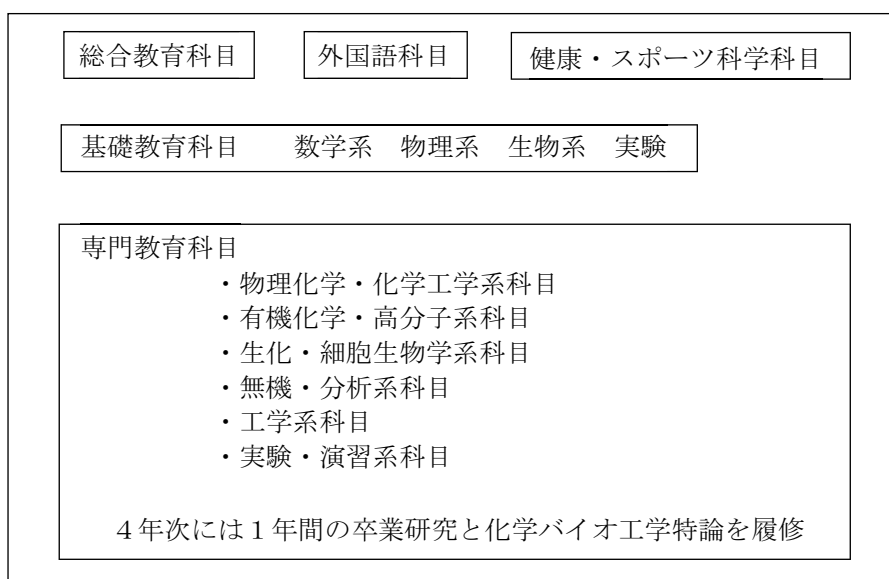 総合教育科目 外国語科目 健康・スポーツ科学科目
基礎教育科目 数学系 物理系 生物系 実験
専門教育科目
・物理化学・化学工学系科目
・有機化学・高分子系科目
・生化・細胞生物学系科目
・無機・分析系科目
・工学系科目
・実験・演習系科目
4年次には1年間の卒業研究と化学バイオ工学特論を履修